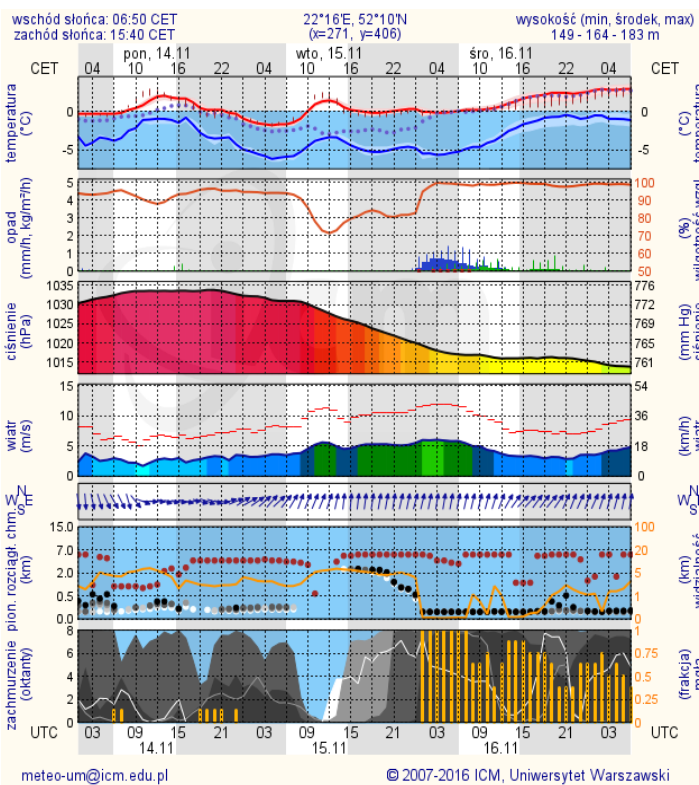 wschód słońca: 06:50 CET 22°16'E, 52°10'N wysokość (min, środek, max)
zachód słońca: 15:40 CET (x=271, y=406) 149 - 164 - 183 m
pon, 14.11 wto, 15.11 śro, 16.11
CET 04 10 16 22 04 10 16 22 04 10 16 22 04 CET
temperatura
(°C)
0
-5
0
-5
temperatura
(°C)
opad
(mm/h, kg/m²/h)
5
4
3
2
1
0
100
90
80
70
60
50
(%)
wilgotność wzgl.
ciśnienie
(hPa)
1035
1030
1025
1020
1015
776
772
769
765
761
(mm Hg)
ciśnienie
wiatr
(m/s)
15
10
5
0
54
36
18
0
(km/h)
wiatr
N
W E
S
N
W E
S
pion. rozciągł. chm.
(km)
15.0
7.0
2.0
0.5
0.0
100
20
5
1
0
(km)
widzialność
zachmurzenie
(oktanty)
8
6
4
2
0
1
0.75
0.5
0.25
0
(frakcja)
UTC 03 09 15 21 03 09 15 21 03 09 15 21 03 UTC
14.11 15.11 16.11
meteo-um@icm.edu.pl © 2007-2016 ICM, Uniwersytet Warszawski